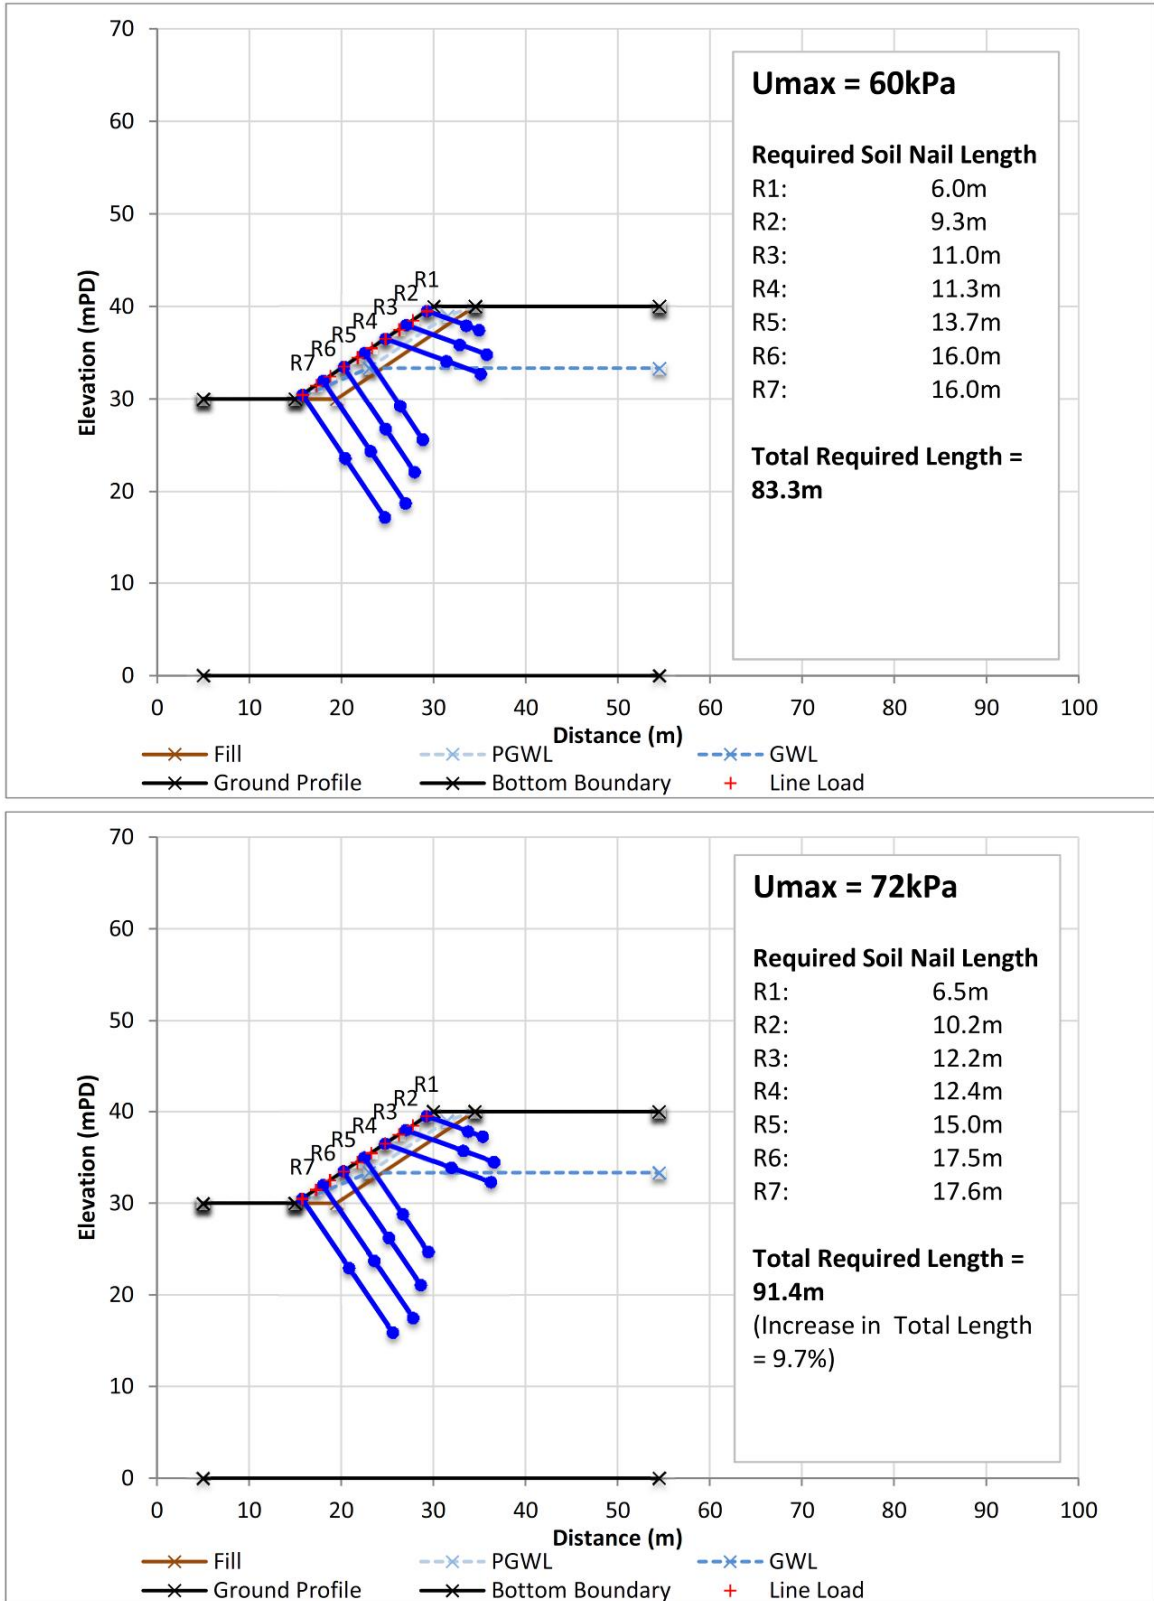 70
60
50
40
30
20
10
0
Elevation (mPD)
R1
R2
R3
R4
R5
R6
R7
0 10 20 30 40 50 60 70 80 90 100
Distance (m)
Fill PGWL GWL
Ground Profile Bottom Boundary Line Load
Umax = 60kPa
Required Soil Nail Length
R1: 6.0m
R2: 9.3m
R3: 11.0m
R4: 11.3m
R5: 13.7m
R6: 16.0m
R7: 16.0m
Total Required Length =
83.3m
70
60
50
40
30
20
10
0
Elevation (mPD)
R1
R2
R3
R4
R5
R6
R7
0 10 20 30 40 50 60 70 80 90 100
Distance (m)
Fill PGWL GWL
Ground Profile Bottom Boundary Line Load
Umax = 72kPa
Required Soil Nail Length
R1: 6.5m
R2: 10.2m
R3: 12.2m
R4: 12.4m
R5: 15.0m
R6: 17.5m
R7: 17.6m
Total Required Length =
91.4m
(Increase in Total Length
= 9.7%)